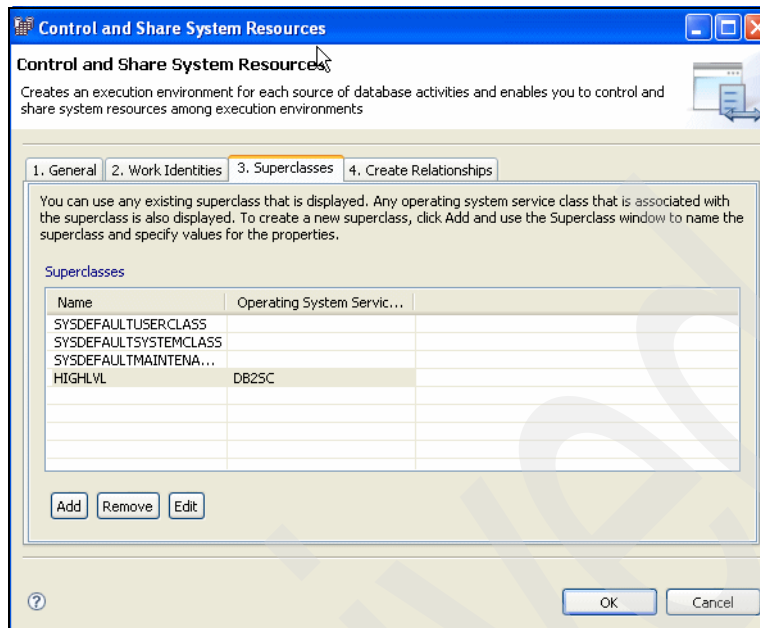 Control and Share System Resources
Control and Share System Resources
Creates an execution environment for each source of database activities and enables you to control and
share system resources among execution environments
1. General 2. Work Identities 3. Superclasses 4. Create Relationships
You can use any existing superclass that is displayed. Any operating system service class that is associated with
the superclass is also displayed. To create a new superclass, click Add and use the Superclass window to name the
superclass and specify values for the properties.
Superclasses
Name Operating System Servic...
SYSDEFAULTUSERCLASS
SYSDEFAULTSYSTEMCLASS
SYSDEFAULTMAINTENA...
HIGHLVL DB2SC
Add Remove Edit
? OK Cancel